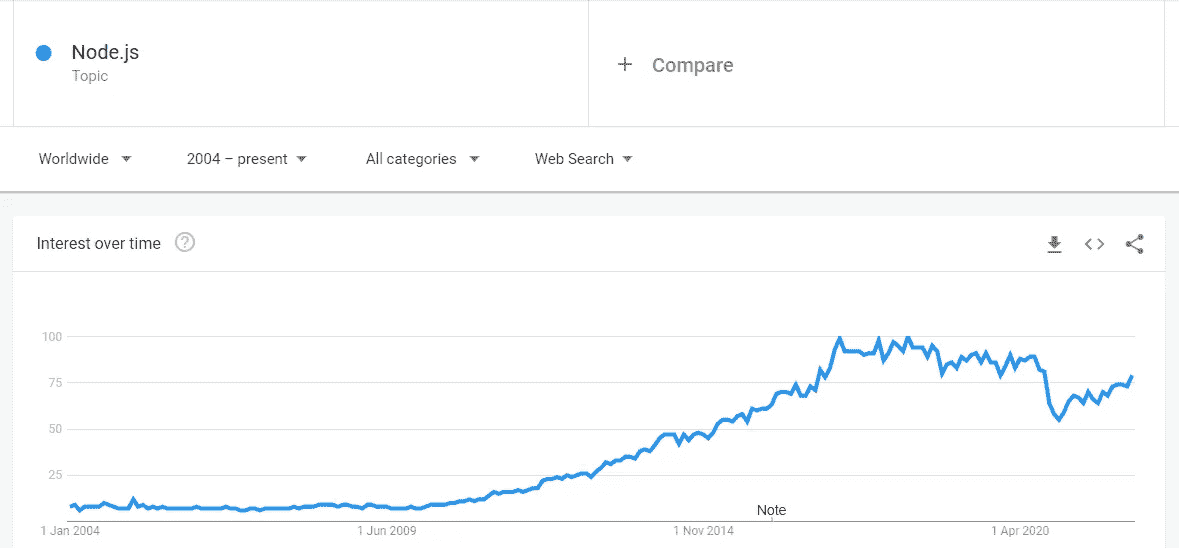 Node.js
Topic
+ Compare
Worldwide
2004 – present
All categories
Web Search
Interest over time ?
100
75
50
25
Note
1 Jan 2004
1 Jun 2009
1 Nov 2014
1 Apr 2020